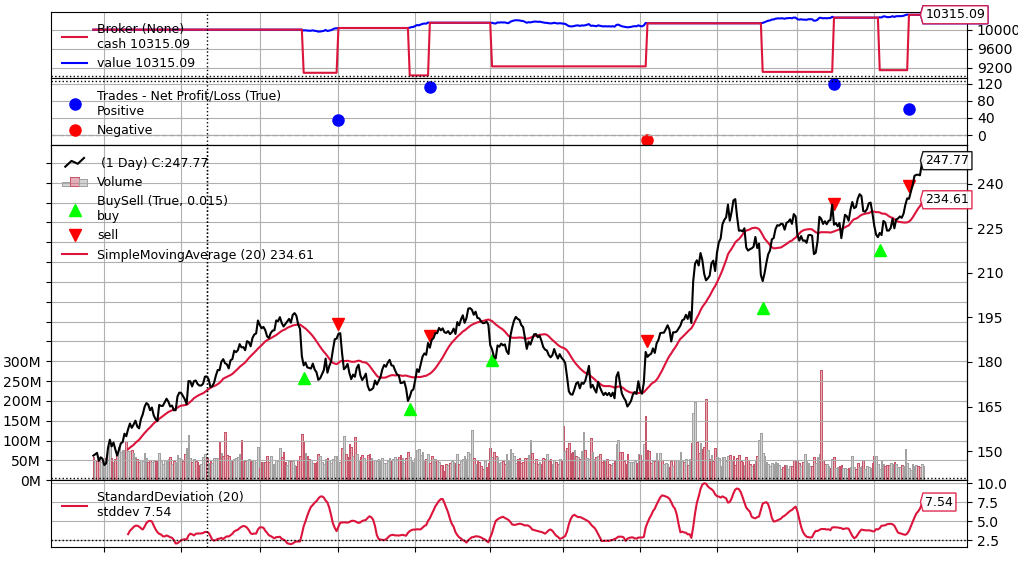 Broker (None)
cash 10315.09
value 10315.09
10315.09
10000
9600
9200
Trades - Net Profit/Loss (True)
Positive
Negative
120
80
40
0
(1 Day) C:247.77
Volume
BuySell (True, 0.015)
buy
sell
SimpleMovingAverage (20) 234.61
247.77
240
234.61
225
210
195
180
165
150
300M
250M
200M
150M
100M
50M
0M
StandardDeviation (20)
stddev 7.54
10.0
7.54
7.5
5.0
2.5